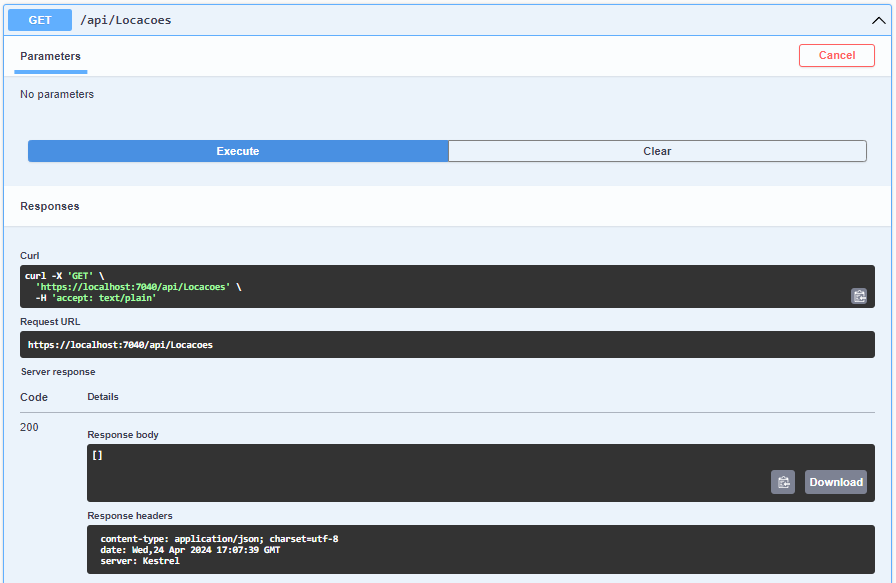 GET /api/Locacoes
Parameters
Cancel
No parameters
Execute
Clear
Responses
Curl
curl -X 'GET' \
'https://localhost:7040/api/Locacoes' \
-H 'accept: text/plain'
Request URL
https://localhost:7040/api/Locacoes
Server response
Code Details
200
Response body
[]
Download
Response headers
content-type: application/json; charset=utf-8
date: Wed,24 Apr 2024 17:07:39 GMT
server: Kestrel